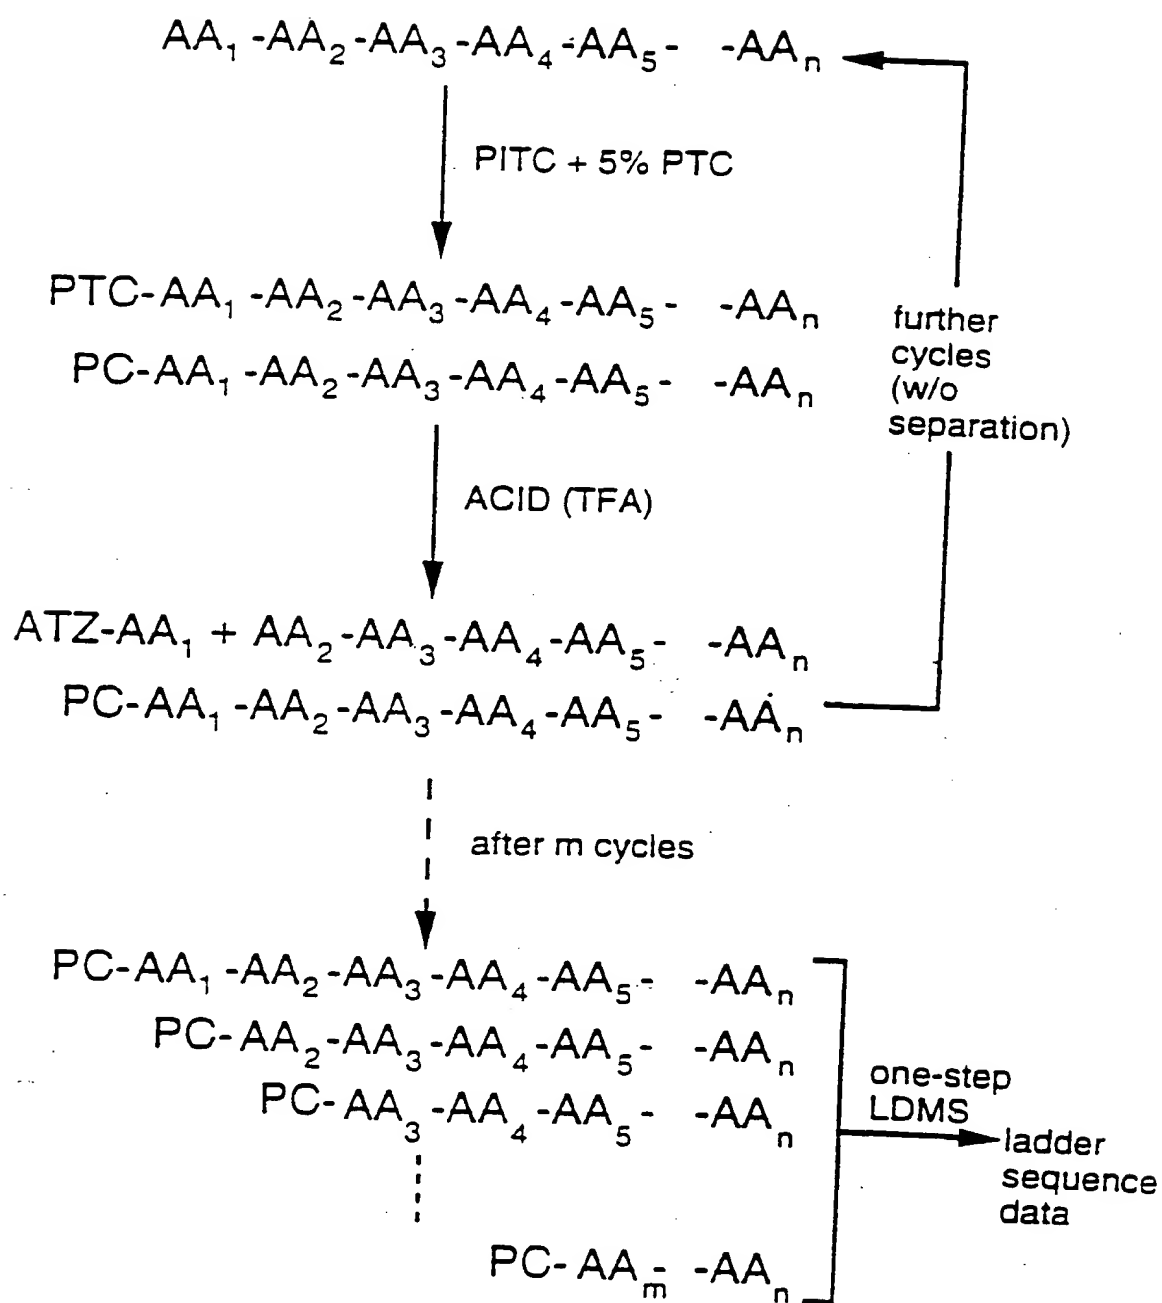 AA₁ -AA₂ -AA₃ -AA₄ -AA₅ - -AAₙ
PITC + 5% PTC
PTC-AA₁ -AA₂ -AA₃ -AA₄ -AA₅ - -AAₙ
PC-AA₁ -AA₂ -AA₃ -AA₄ -AA₅ - -AAₙ
further
cycles
(w/o
separation)
ACID (TFA)
ATZ-AA₁ + AA₂ -AA₃ -AA₄ -AA₅ - -AAₙ
PC-AA₁ -AA₂ -AA₃ -AA₄ -AA₅ - -AAₙ
after m cycles
PC-AA₁ -AA₂ -AA₃ -AA₄ -AA₅ - -AAₙ
PC-AA₂ -AA₃ -AA₄ -AA₅ - -AAₙ
PC-AA₃ -AA₄ -AA₅ - -AAₙ
PC-AAₘ - -AAₙ
one-step
LDMS
ladder
sequence
data